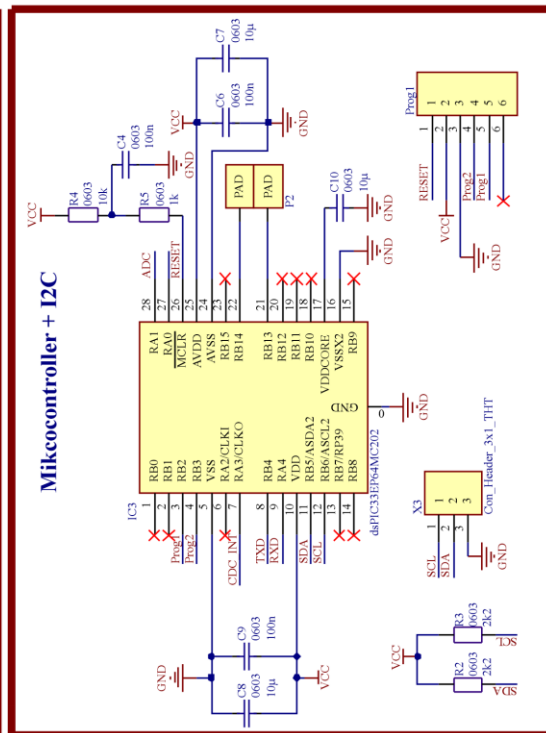 Mikcocontroller + I2C
VCC
R4
0603
10k
C4
0603
100n
GND
R5
0603
1k
VCC
C7
0603
10µ
C6
0603
100n
GND
PAD
PAD
P2
C10
0603
10µ
GND
GND
ADC
RESET
28
27
26
25
24
23
22
21
20
19
18
17
16
15
RA1
RA0
MCLR
AVDD
AVSS
RB15
RB14
RB13
RB12
RB11
RB10
VDDCORE
VSSX2
RB9
GND
0
GND
RB0
RB1
RB2
RB3
VSS
RA2/CLKI
RA3/CLKO
RB4
RA4
VDD
RB5/ASDA2
RB6/ASCL2
RB7/RP39
RB8
IC3
dsPIC33EP64MC202
1
2
3
4
5
6
7
8
9
10
11
12
13
14
Prog1
Prog2
CDC_INT
TXD
RXD
SDA
SCL
GND
C9
0603
100n
C8
0603
10µ
VCC
Prog1
1
2
3
4
5
6
1
2
3
4
5
6
RESET
VCC
GND
Prog2
Prog1
X3
Con_Header_3x1_THT
1
2
3
1
2
3
SCL
SDA
GND
VCC
R3
0603
2k2
SCL
R2
0603
2k2
SDA